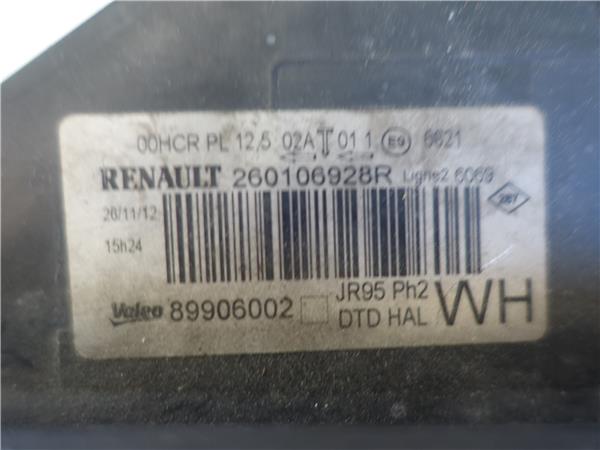 00HCR PL 12,5 02A T 01 1 E9 6621
RENAULT 260106928R Ligne2 6069
26/11/12
15h24
Valeo 89906002 JR95 Ph2 WH
DTD HAL